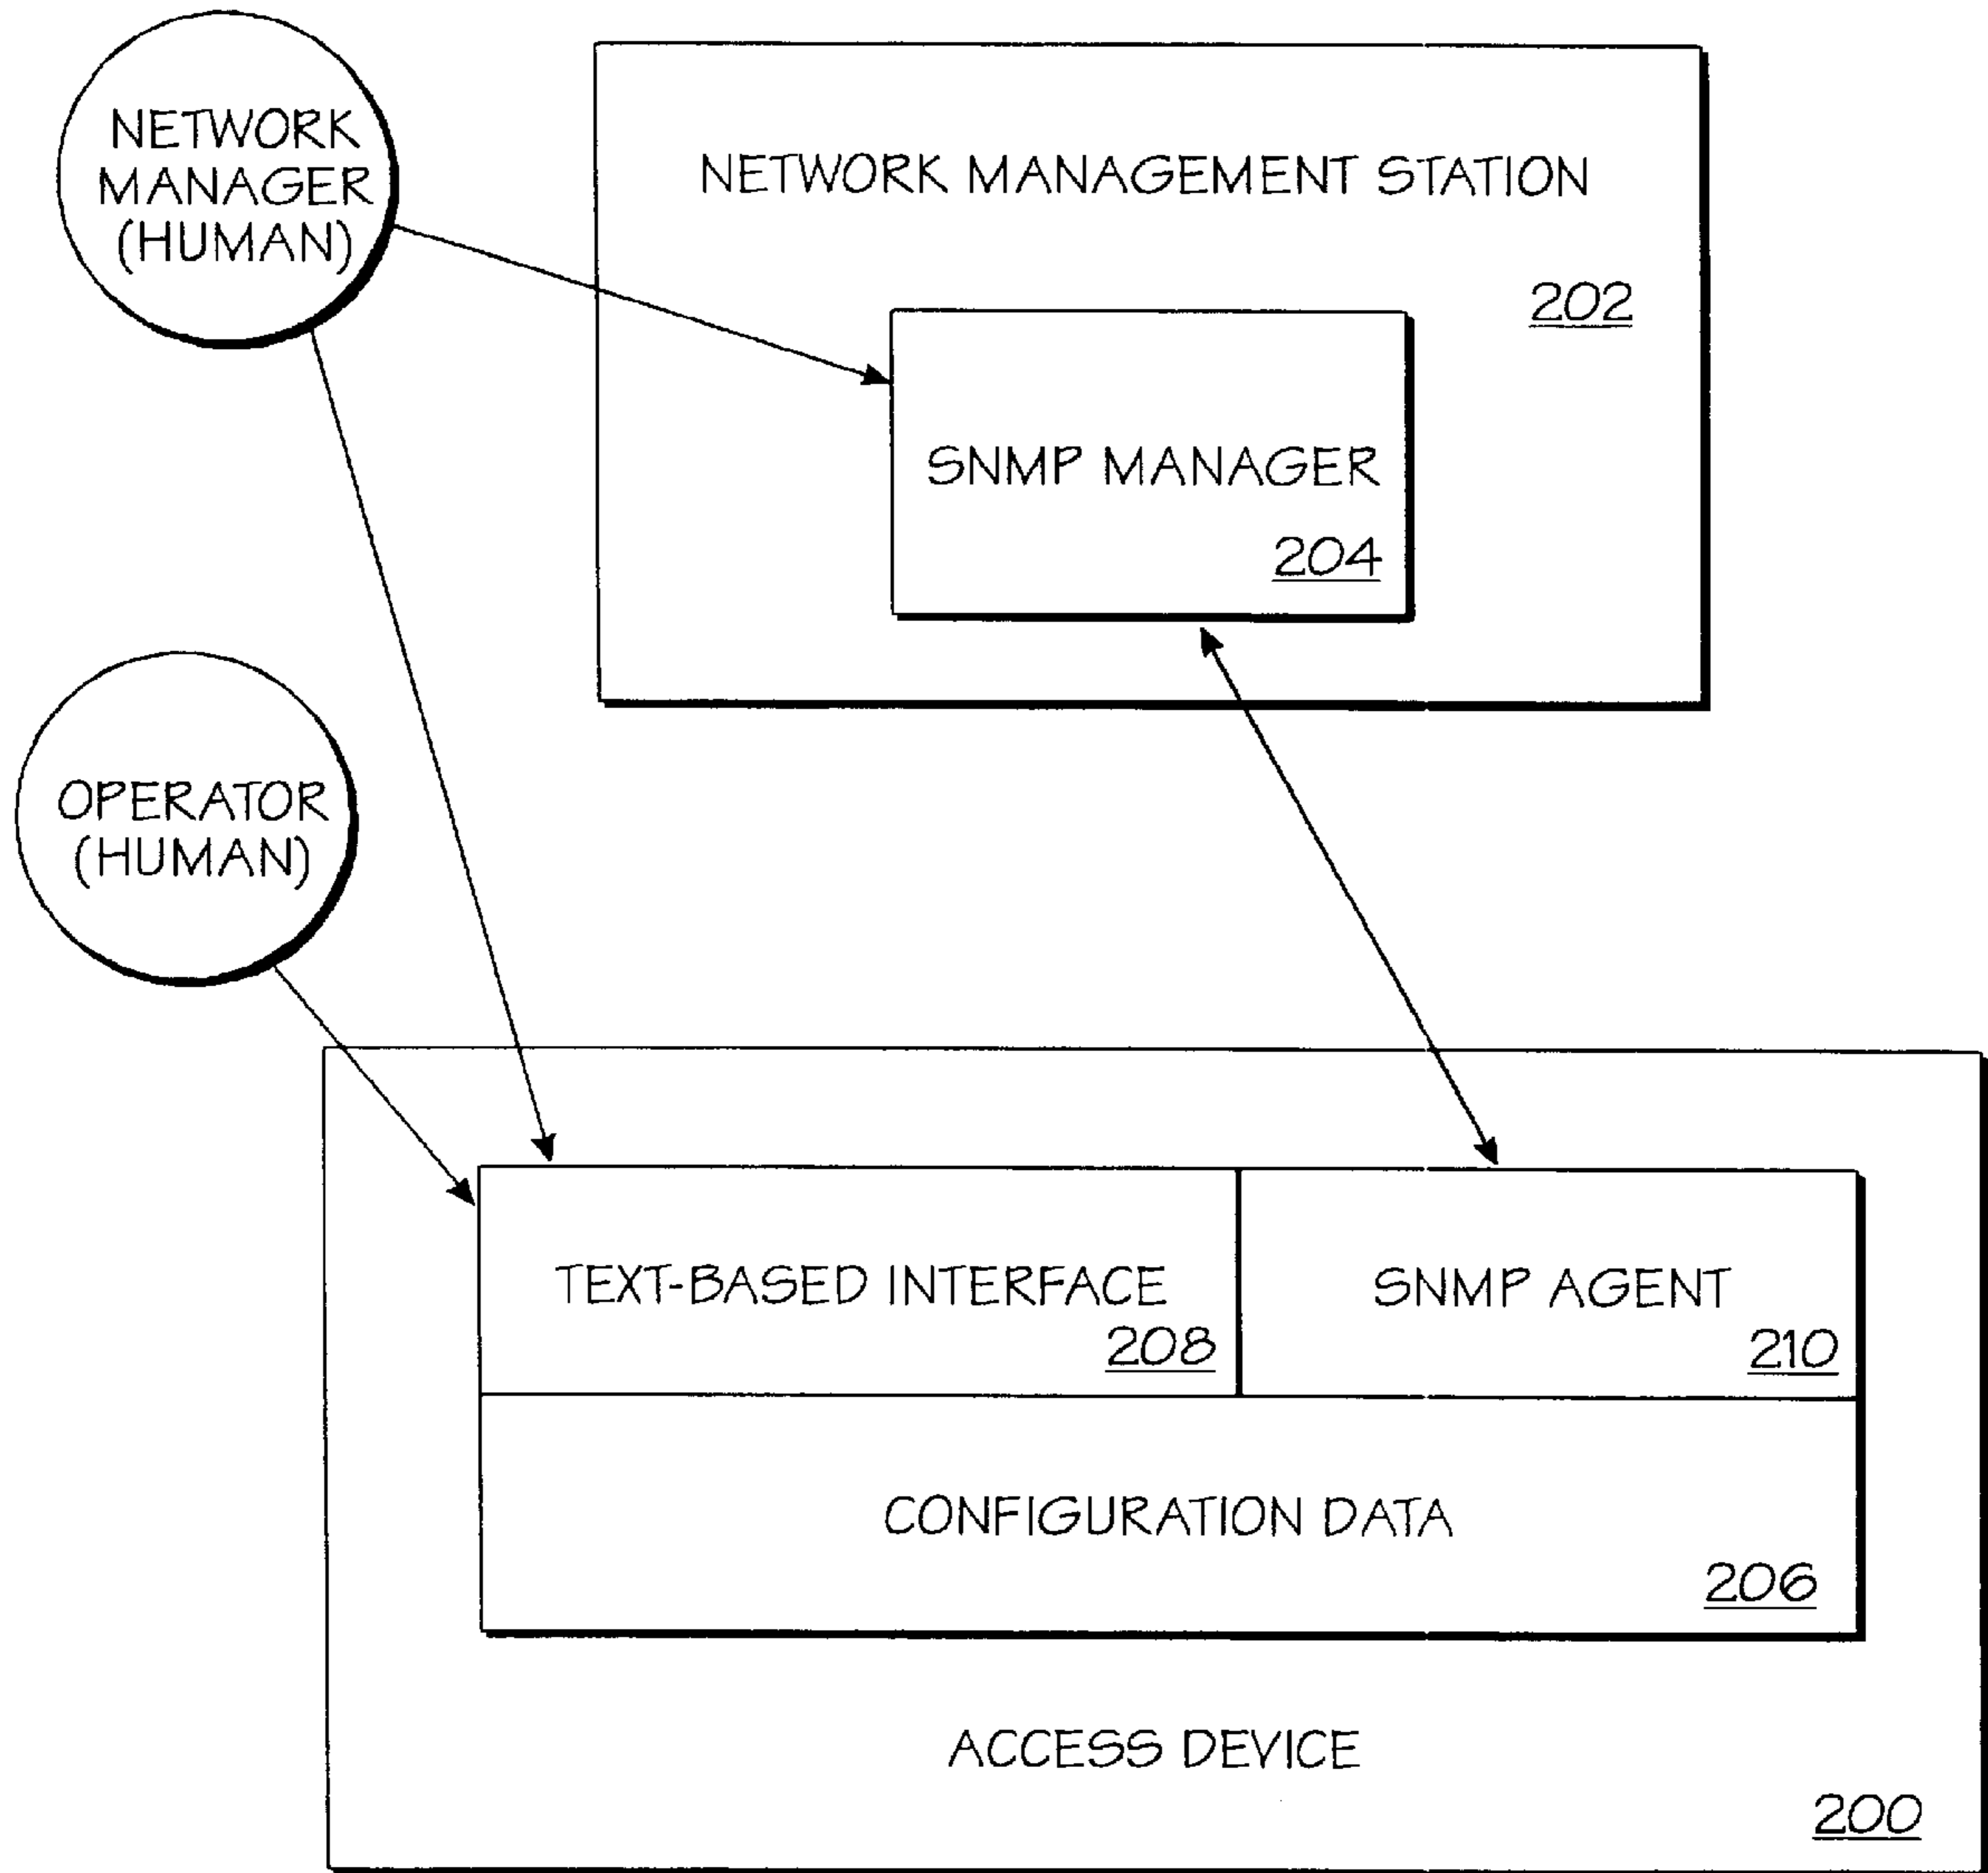 NETWORK
MANAGER
(HUMAN)
NETWORK MANAGEMENT STATION
202
SNMP MANAGER
204
OPERATOR
(HUMAN)
TEXT-BASED INTERFACE
208
SNMP AGENT
210
CONFIGURATION DATA
206
ACCESS DEVICE
200